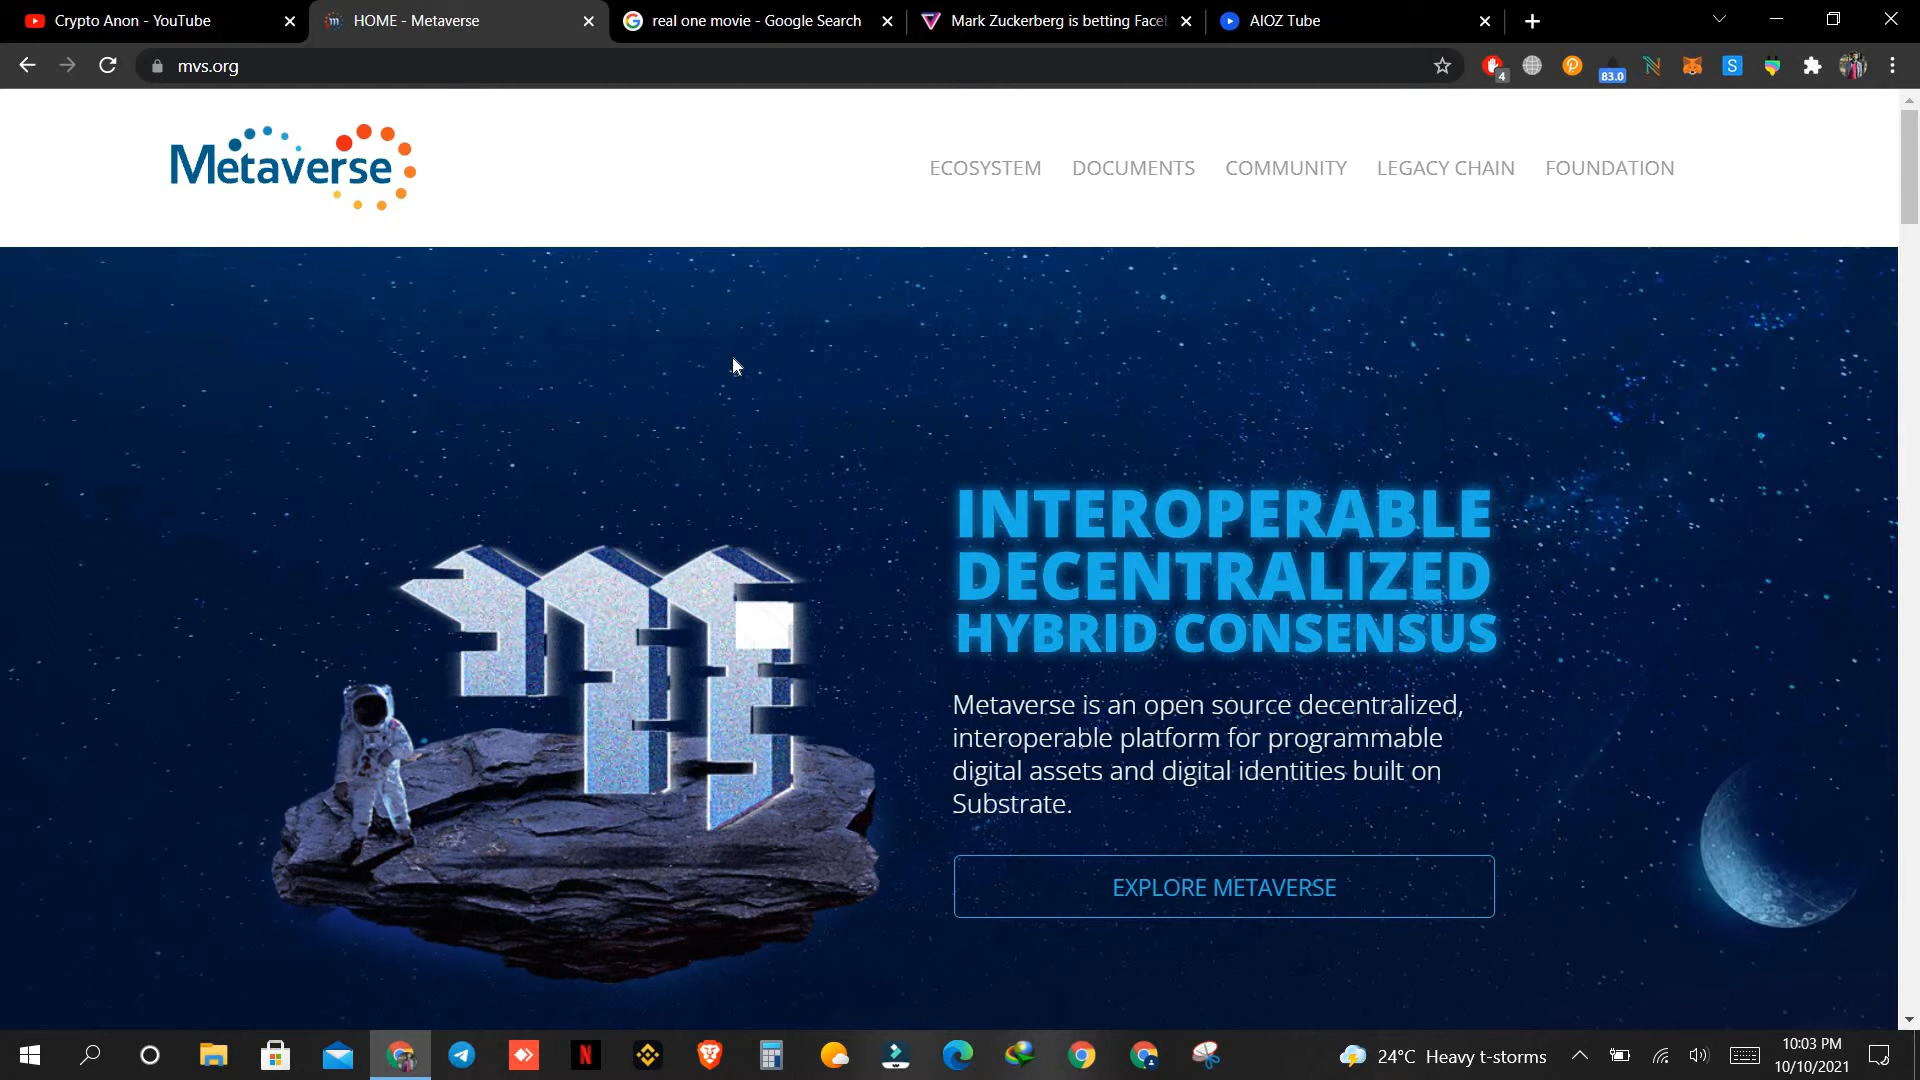 Crypto Anon - YouTube
HOME - Metaverse
real one movie - Google Search
Mark Zuckerberg is betting Face
AIOZ Tube
mvs.org
4
83.0
Metaverse
ECOSYSTEM
DOCUMENTS
COMMUNITY
LEGACY CHAIN
FOUNDATION
INTEROPERABLE
DECENTRALIZED
HYBRID CONSENSUS
Metaverse is an open source decentralized,
interoperable platform for programmable
digital assets and digital identities built on
Substrate.
EXPLORE METAVERSE
24°C Heavy t-storms
10:03 PM
10/10/2021